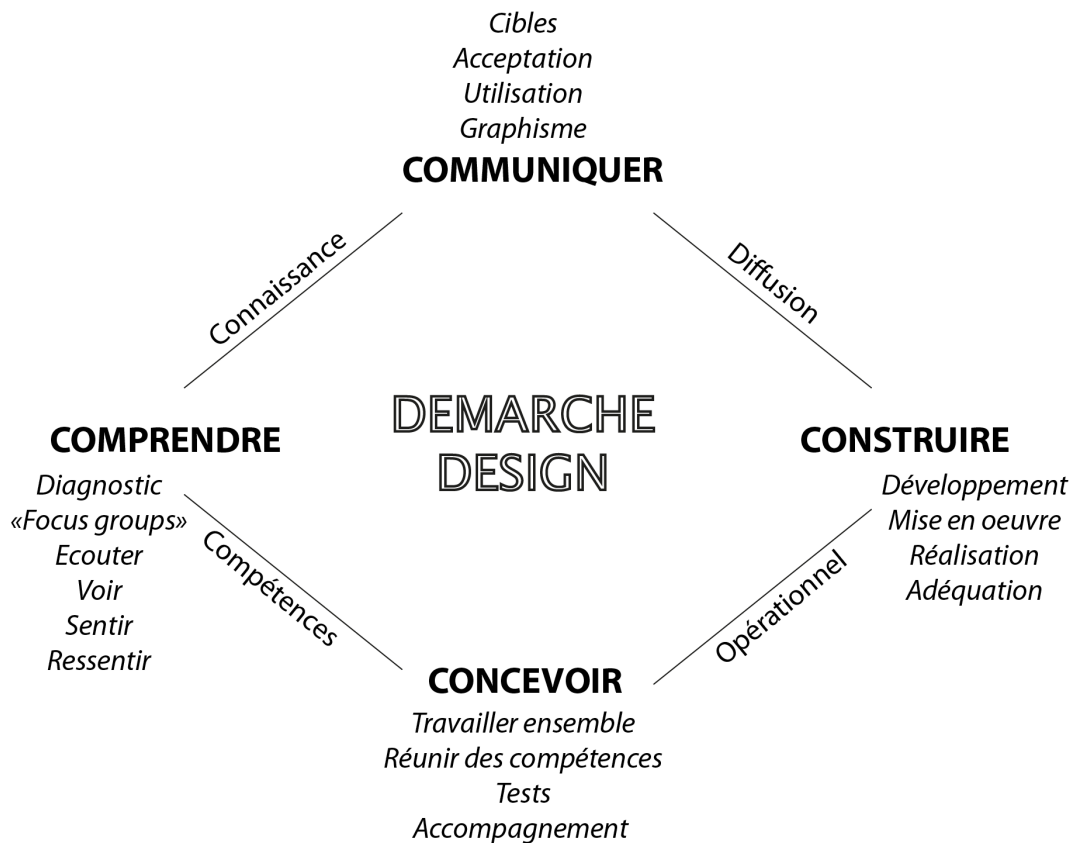 Cibles
Acceptation
Utilisation
Graphisme
COMMUNIQUER
Connaissance
Diffusion
DEMARCHE
DESIGN
COMPRENDRE
Diagnostic
«Focus groups»
Ecouter
Voir
Sentir
Ressentir
CONSTRUIRE
Développement
Mise en oeuvre
Réalisation
Adéquation
Compétences
Opérationnel
CONCEVOIR
Travailler ensemble
Réunir des compétences
Tests
Accompagnement